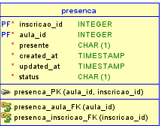 presenca
PF* inscricao_id INTEGER
PF* aula_id INTEGER
* presente CHAR (1)
* created_at TIMESTAMP
* updated_at TIMESTAMP
* status CHAR (1)
presenca_PK (aula_id, inscricao_id)
presenca_aula_FK (aula_id)
presenca_inscricao_FK (inscricao_id)